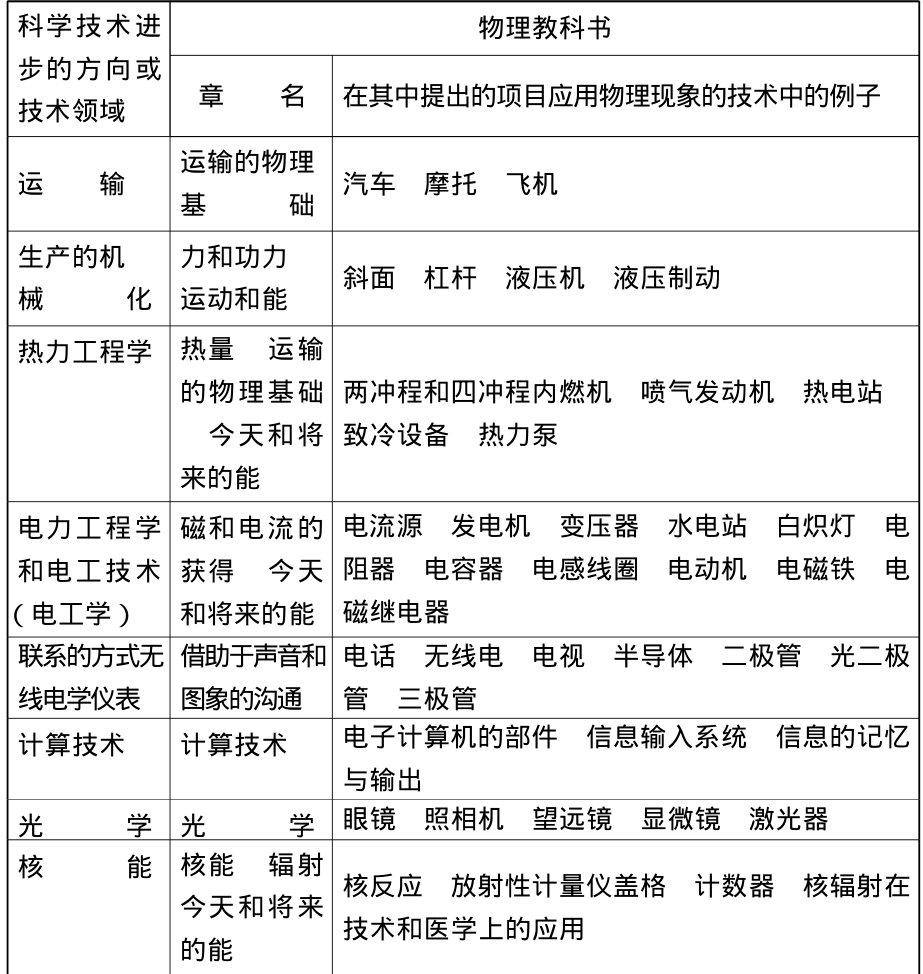 科学技术进
步的方向或
技术领域
物理教科书
章 名
在其中提出的项目应用物理现象的技术中的例子
运 输
运输的物理
基 础
汽车 摩托 飞机
生产的机
械 化
力和功力
运动和能
斜面 杠杆 液压机 液压制动
热力工程学
热量 运输
的物理基础
今天和将
来的能
两冲程和四冲程内燃机 喷气发动机 热电站
致冷设备 热力泵
电力工程学
和电工技术
(电工学)
磁和电流的
获得 今天
和将来的能
电流源 发电机 变压器 水电站 白炽灯 电
阻器 电容器 电感线圈 电动机 电磁铁 电
磁继电器
联系的方式无
线电学仪表
借助于声音和
图象的沟通
电话 无线电 电视 半导体 二极管 光二极
管 三极管
计算技术
计算技术
电子计算机的部件 信息输入系统 信息的记忆
与输出
光 学
光 学
眼镜 照相机 望远镜 显微镜 激光器
核 能
核能 辐射
今天和将来
的能
核反应 放射性计量仪盖格 计数器 核辐射在
技术和医学上的应用